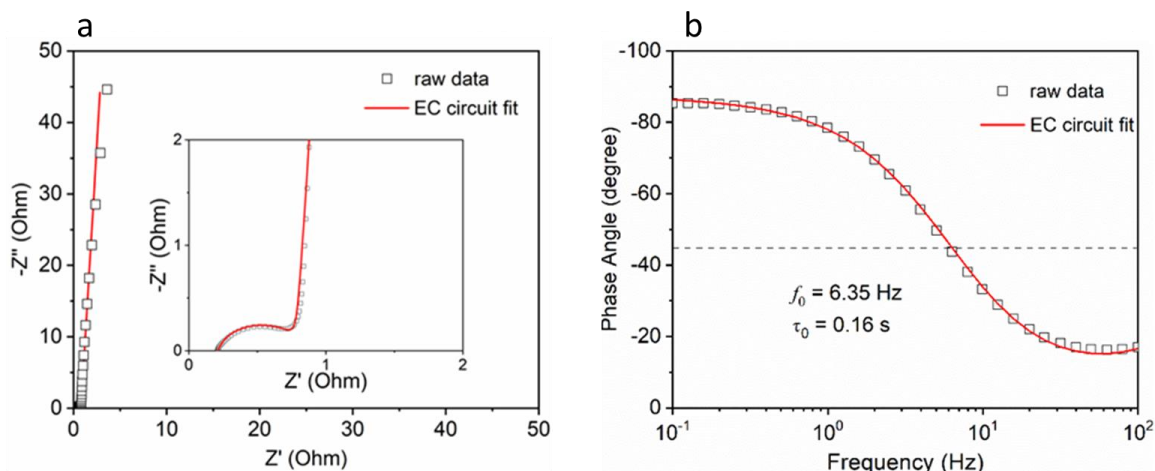 a
50
40
30
20
10
0
-Z'' (Ohm)
raw data
EC circuit fit
2
1
0
-Z'' (Ohm)
0 1 2
Z' (Ohm)
0 10 20 30 40 50
Z' (Ohm)
b
-100
-80
-60
-40
-20
0
Phase Angle (degree)
raw data
EC circuit fit
f₀ = 6.35 Hz
τ₀ = 0.16 s
10⁻¹ 10⁰ 10¹ 10²
Frequency (Hz)